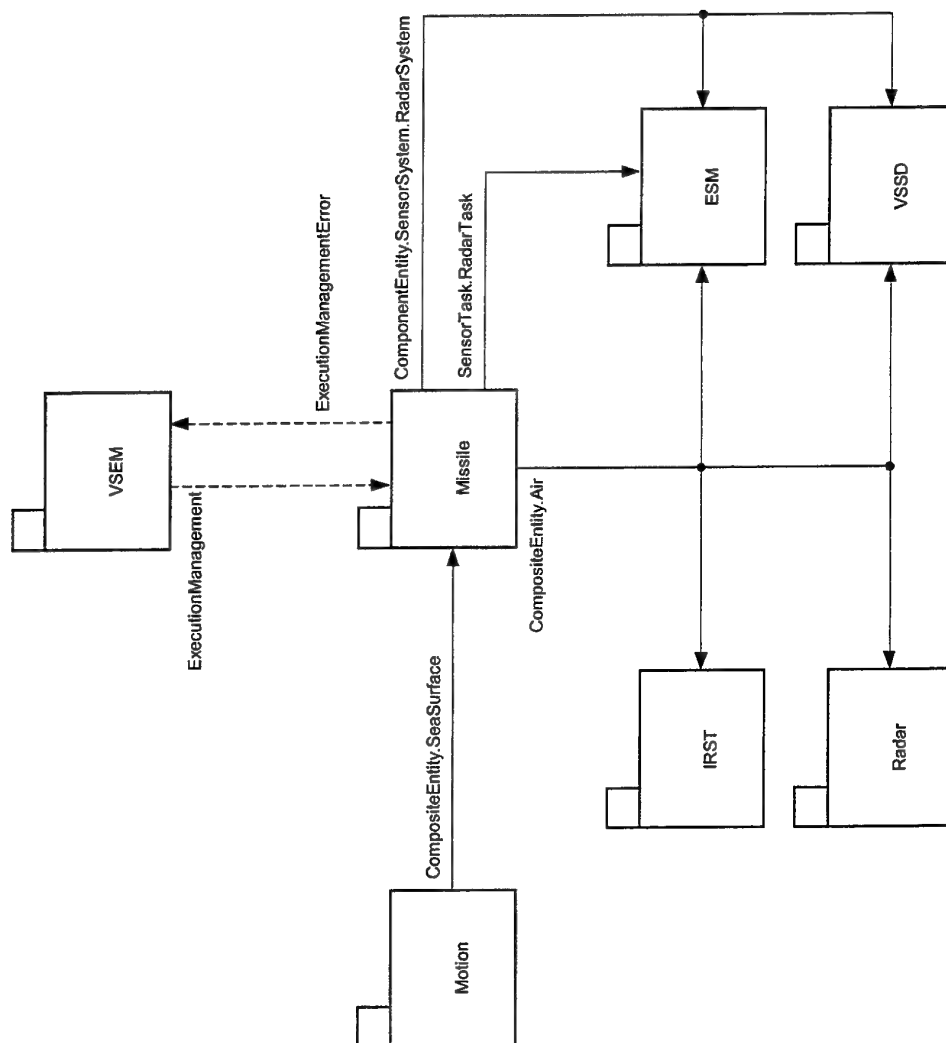 VSEM
ExecutionManagement
ExecutionManagementError
Motion
CompositeEntity.SeaSurface
Missile
ComponentEntity.SensorSystem.RadarSystem
SensorTask.RadarTask
CompositeEntity.Air
IRST
ESM
Radar
VSSD